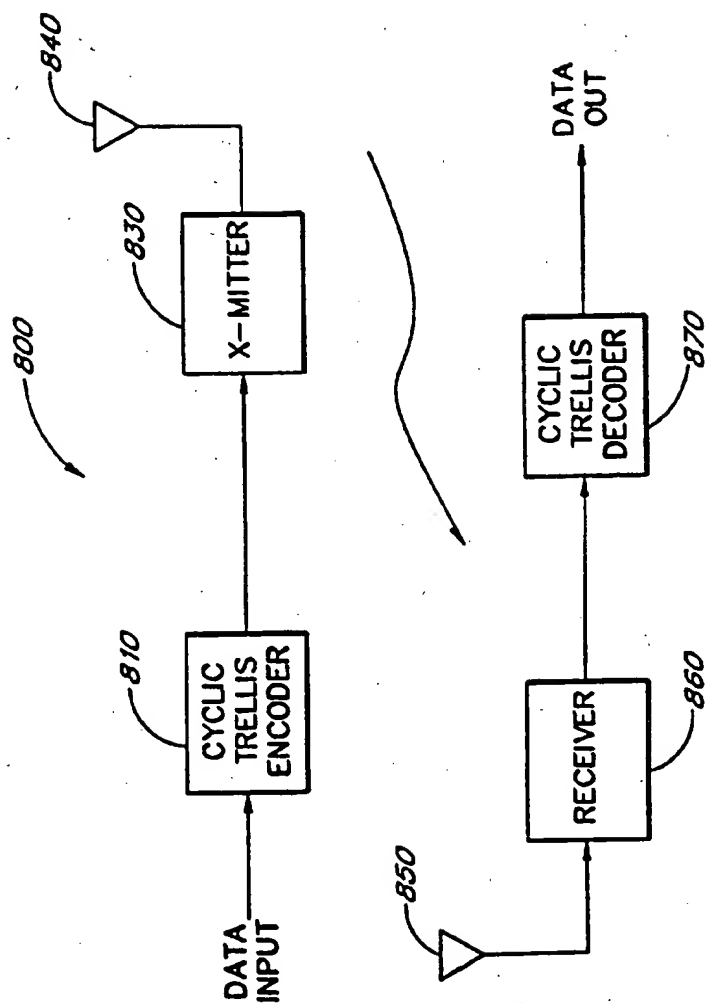 800
DATA
INPUT
810
CYCLIC
TRELLIS
ENCODER
830
X-MITTER
840
850
RECEIVER
860
CYCLIC
TRELLIS
DECODER
870
DATA
OUT